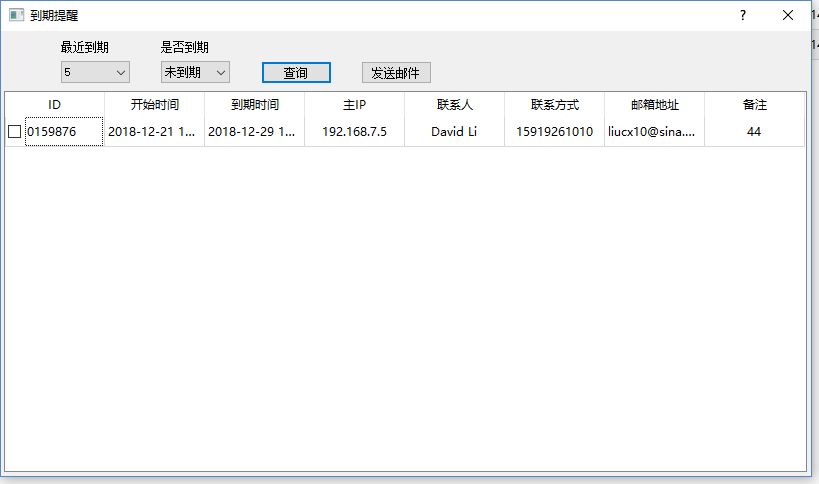 到期提醒
最近到期 是否到期
5 未到期 查询 发送邮件
ID 开始时间 到期时间 主IP 联系人 联系方式 邮箱地址 备注
0159876 2018-12-21 1... 2018-12-29 1... 192.168.7.5 David Li 15919261010 liucx10@sina.... 44